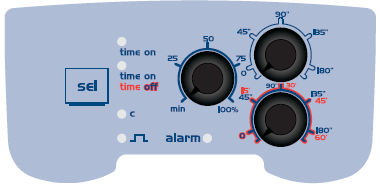 sel
time on
time on
time off
c
alarm
50
25
75
min
100%
90"
45"
135"
0
180"
90" 30'
15'
45"
135"
45'
0
180"
60'